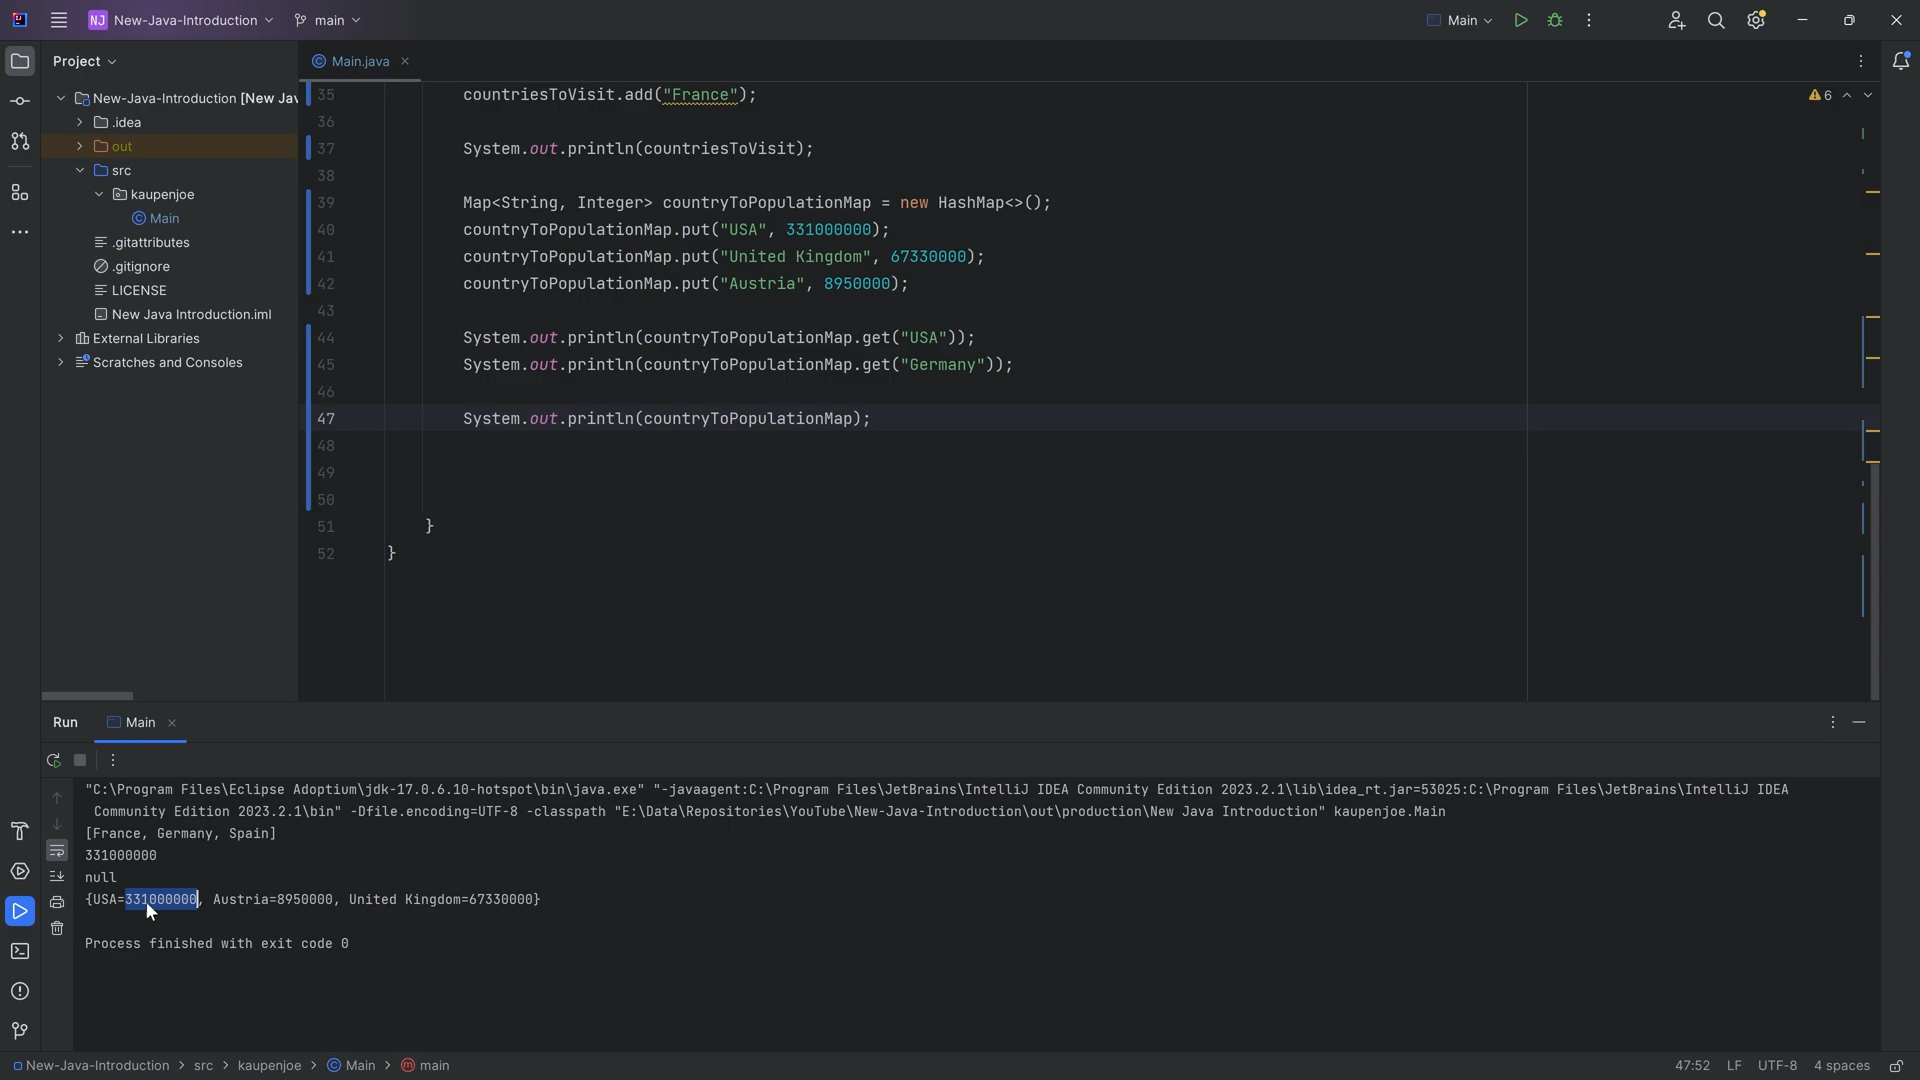 NJ New-Java-Introduction main Main
Project
Main.java
New-Java-Introduction [New Jav
.idea
out
src
kaupenjoe
Main
.gitattributes
.gitignore
LICENSE
New Java Introduction.iml
External Libraries
Scratches and Consoles
6
35 countriesToVisit.add("France");
36
37 System.out.println(countriesToVisit);
38
39 Map<String, Integer> countryToPopulationMap = new HashMap<>();
40 countryToPopulationMap.put("USA", 331000000);
41 countryToPopulationMap.put("United Kingdom", 67330000);
42 countryToPopulationMap.put("Austria", 8950000);
43
44 System.out.println(countryToPopulationMap.get("USA"));
45 System.out.println(countryToPopulationMap.get("Germany"));
46
47 System.out.println(countryToPopulationMap);
48
49
50
51 }
52 }
Run Main
"C:\Program Files\Eclipse Adoptium\jdk-17.0.6.10-hotspot\bin\java.exe" "-javaagent:C:\Program Files\JetBrains\IntelliJ IDEA Community Edition 2023.2.1\lib\idea_rt.jar=53025:C:\Program Files\JetBrains\IntelliJ IDEA
Community Edition 2023.2.1\bin" -Dfile.encoding=UTF-8 -classpath "E:\Data\Repositories\YouTube\New-Java-Introduction\out\production\New Java Introduction" kaupenjoe.Main
[France, Germany, Spain]
331000000
null
{USA=331000000, Austria=8950000, United Kingdom=67330000}
Process finished with exit code 0
New-Java-Introduction > src > kaupenjoe > Main > main 47:52 LF UTF-8 4 spaces